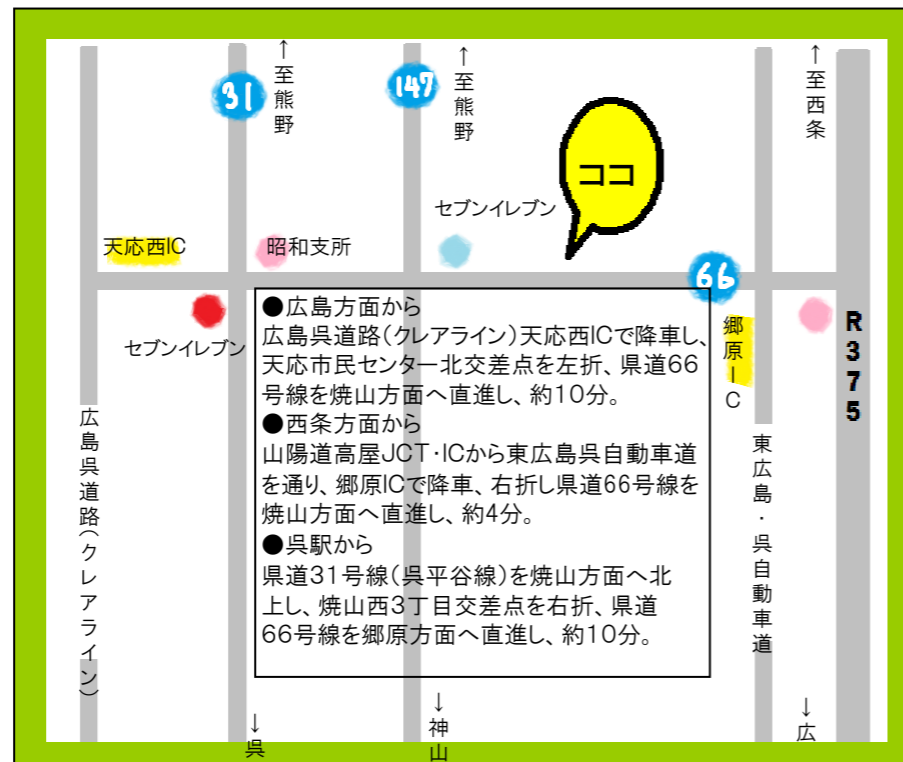 ↑至熊野
↑至熊野
↑至西条
31
147
ココ
セブンイレブン
天応西IC
昭和支所
66
セブンイレブン
郷原IC
R375
●広島方面から
広島呉道路(クレアライン)天応西ICで降車し、
天応市民センター北交差点を左折、県道66
号線を焼山方面へ直進し、約10分。
●西条方面から
山陽道高屋JCT・ICから東広島呉自動車道
を通り、郷原ICで降車、右折し県道66号線を
焼山方面へ直進し、約4分。
●呉駅から
県道31号線(呉平谷線)を焼山方面へ北
上し、焼山西3丁目交差点を右折、県道
66号線を郷原方面へ直進し、約10分。
広島呉道路(クレアライン)
東広島・呉自動車道
↓呉
↓神山
↓広